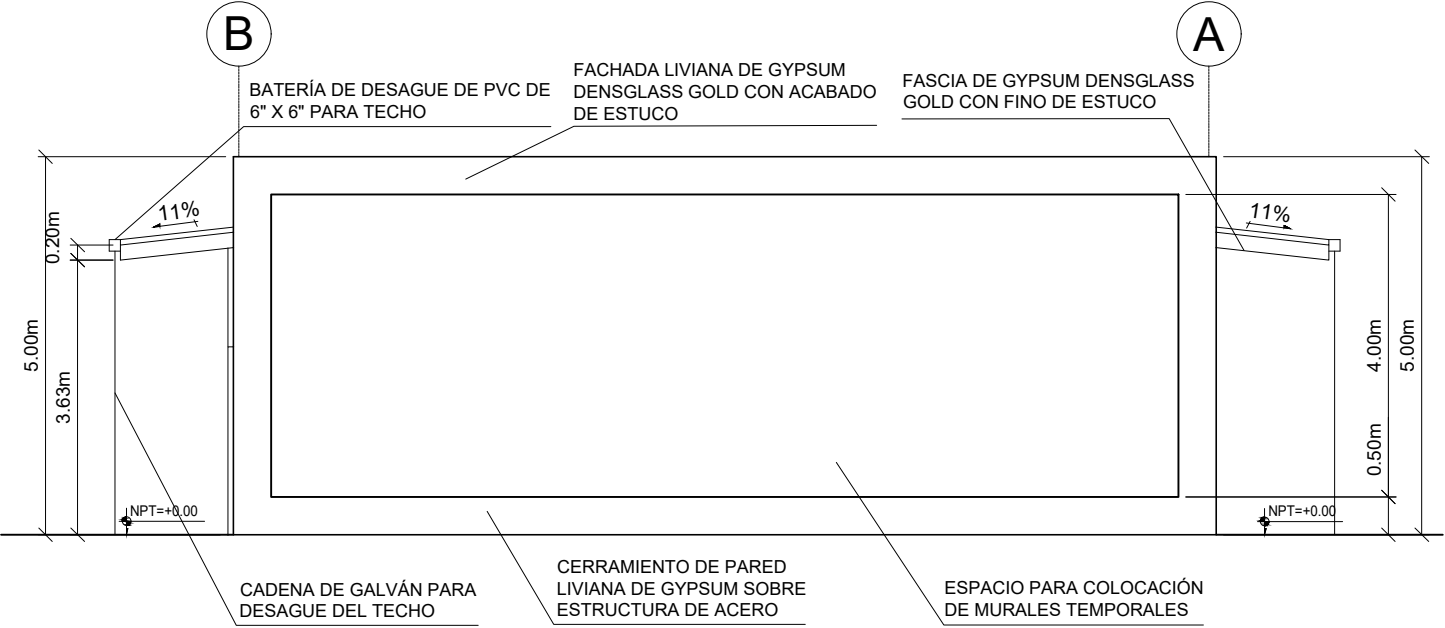 B
A
BATERÍA DE DESAGUE DE PVC DE
6" X 6" PARA TECHO
FACHADA LIVIANA DE GYPSUM
DENSGLASS GOLD CON ACABADO
DE ESTUCO
FASCIA DE GYPSUM DENSGLASS
GOLD CON FINO DE ESTUCO
11%
11%
0.20m
5.00m
3.63m
4.00m
5.00m
0.50m
NPT=+0.00
NPT=+0.00
CADENA DE GALVÁN PARA
DESAGUE DEL TECHO
CERRAMIENTO DE PARED
LIVIANA DE GYPSUM SOBRE
ESTRUCTURA DE ACERO
ESPACIO PARA COLOCACIÓN
DE MURALES TEMPORALES